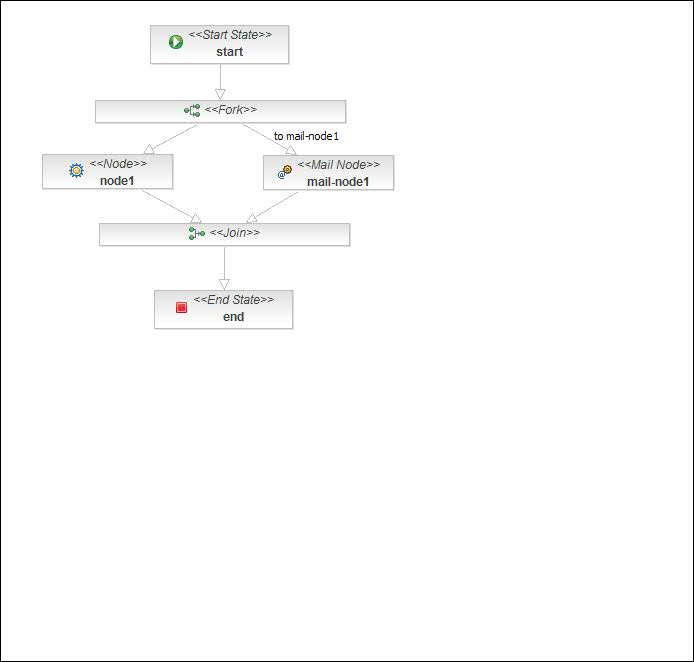 <<Start State>>
start
<<Fork>>
to mail-node1
<<Node>>
node1
<<Mail Node>>
mail-node1
<<Join>>
<<End State>>
end